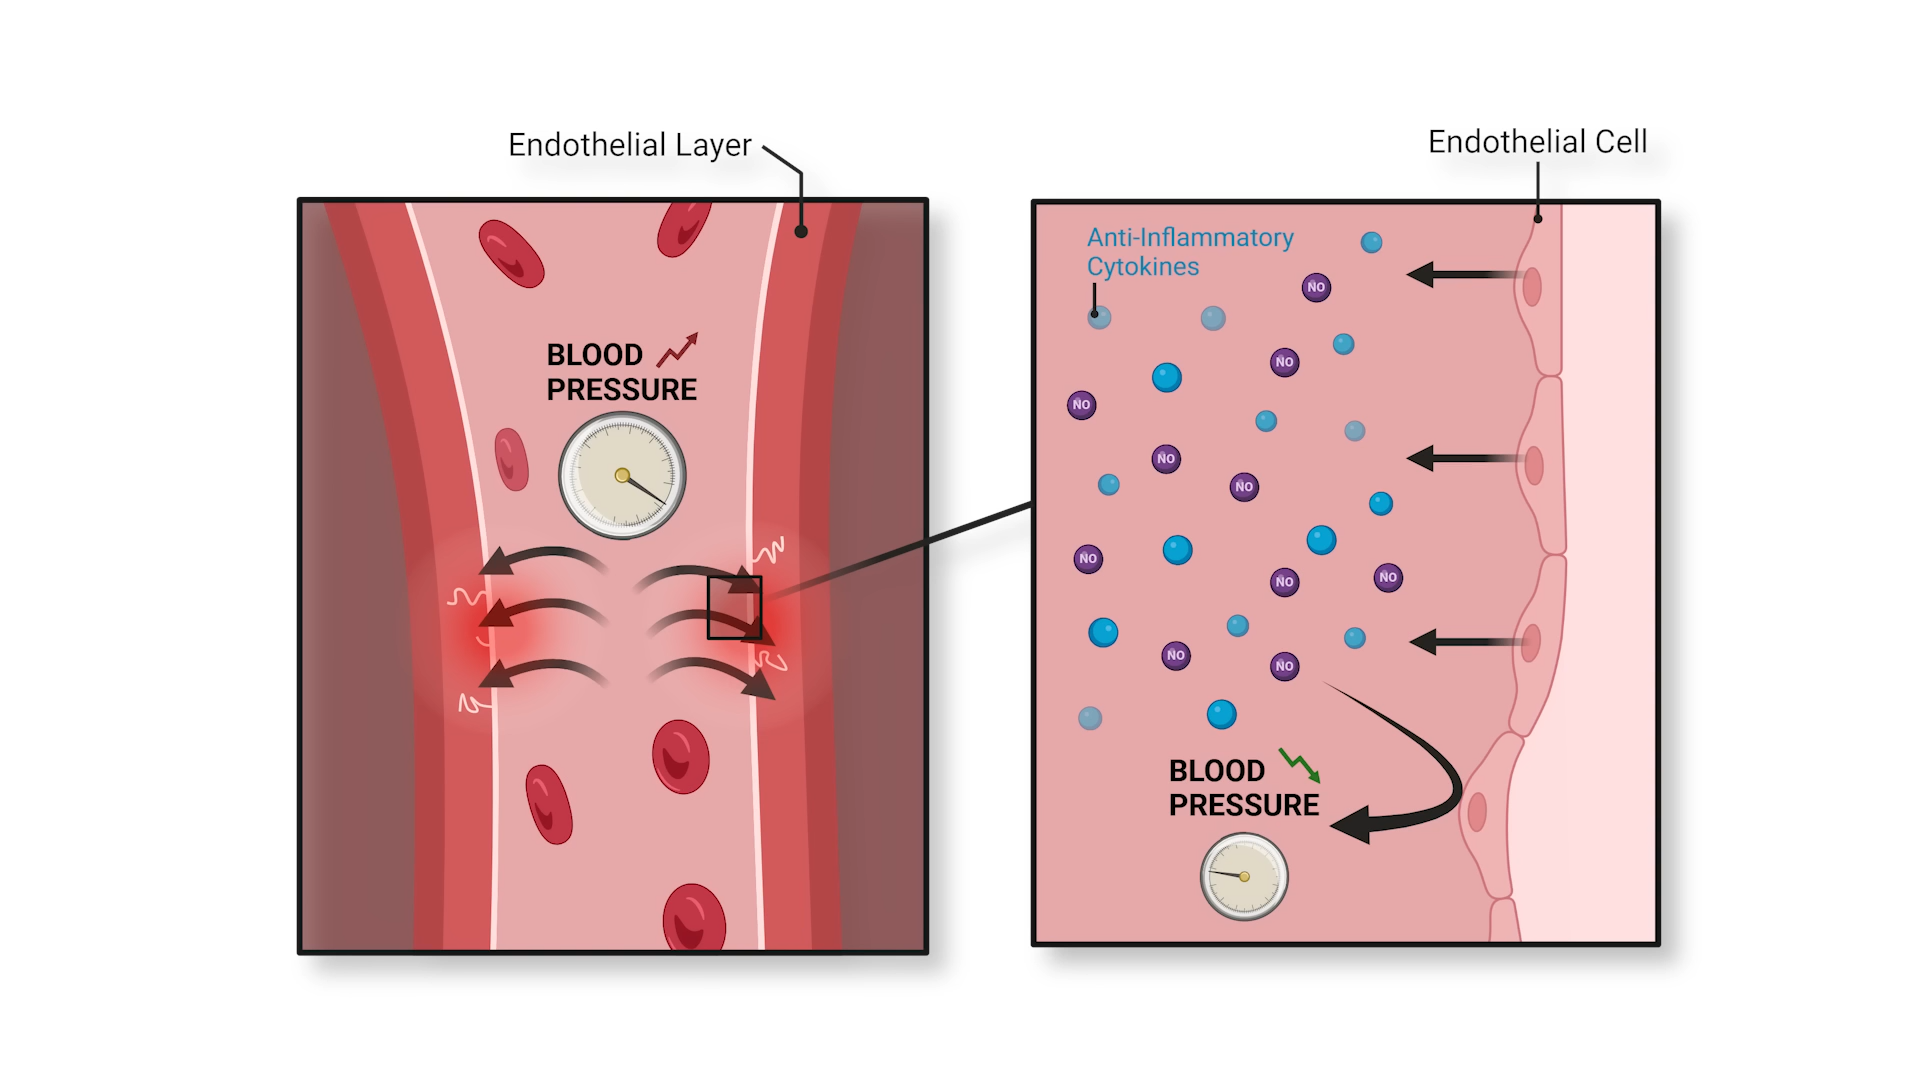 Endothelial Layer
BLOOD
PRESSURE
Endothelial Cell
Anti-Inflammatory
Cytokines
NO
NO
NO
NO
NO
NO
NO
NO
NO
NO
BLOOD
PRESSURE